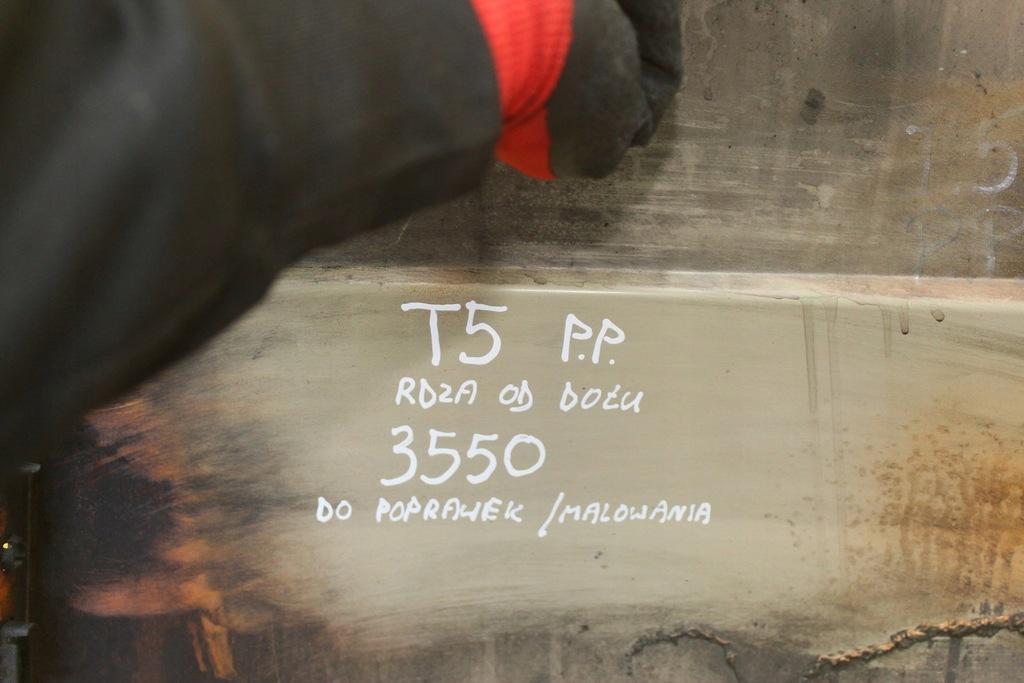 T5 P.P.
RDZA OD DOŁU
3550
DO POPRAWEK /MALOWANIA